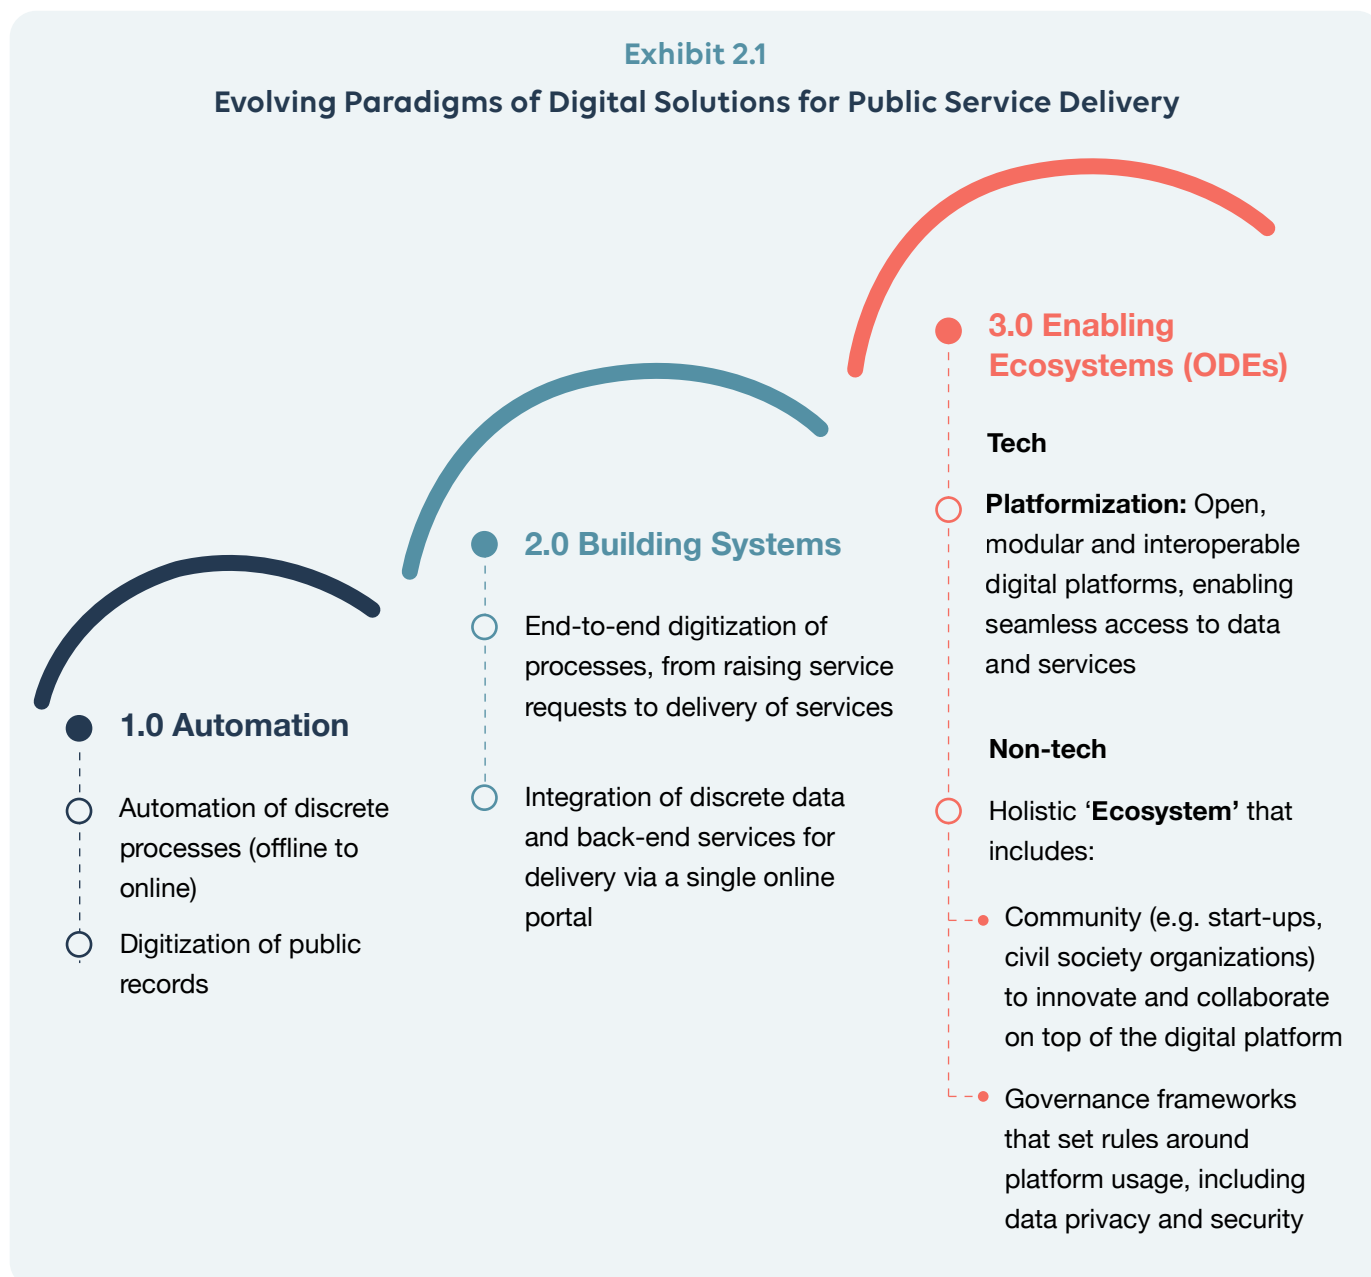 Exhibit 2.1
Evolving Paradigms of Digital Solutions for Public Service Delivery
1.0 Automation
Automation of discrete
processes (offline to
online)
Digitization of public
records
2.0 Building Systems
End-to-end digitization of
processes, from raising service
requests to delivery of services
Integration of discrete data
and back-end services for
delivery via a single online
portal
3.0 Enabling
Ecosystems (ODEs)
Tech
Platformization: Open,
modular and interoperable
digital platforms, enabling
seamless access to data
and services
Non-tech
Holistic ‘Ecosystem’ that
includes:
Community (e.g. start-ups,
civil society organizations)
to innovate and collaborate
on top of the digital platform
Governance frameworks
that set rules around
platform usage, including
data privacy and security